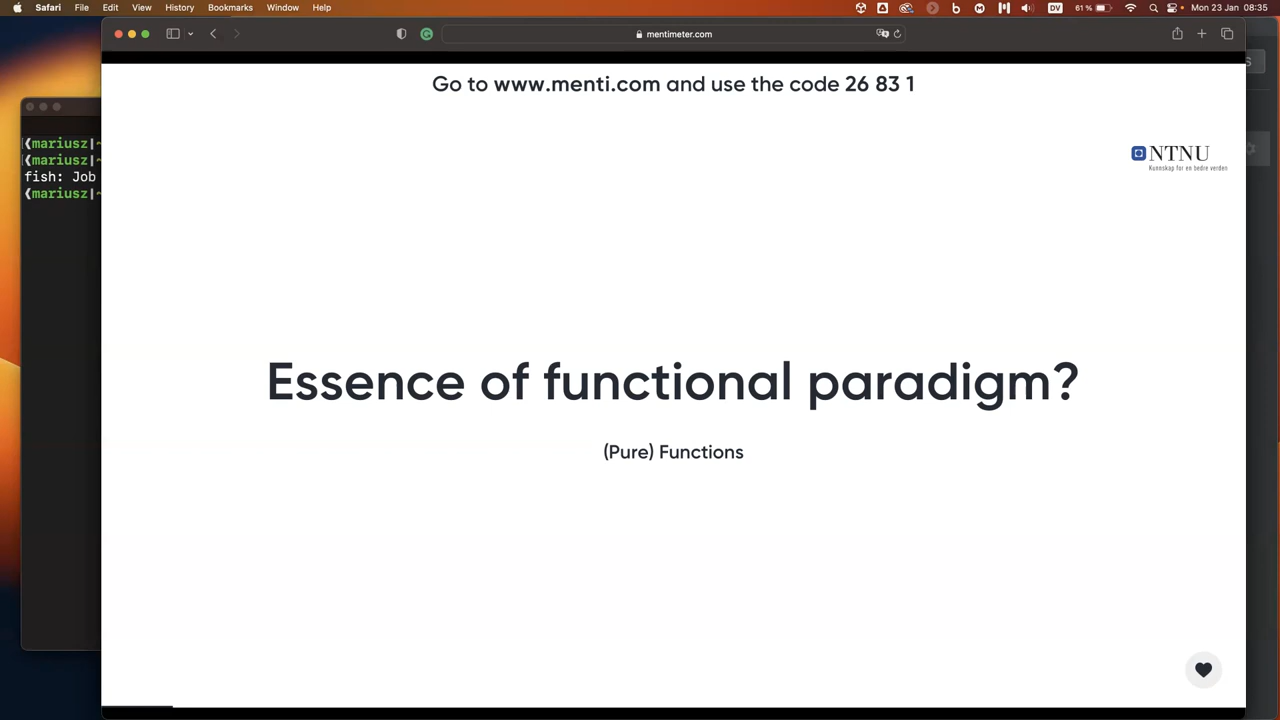 Safari File Edit View History Bookmarks Window Help
DV 61 % Mon 23 Jan 08:35
mentimeter.com
Go to www.menti.com and use the code 26 83 1
S
NTNU
Kunnskap for en bedre verden
❮mariusz|~
❮mariusz|~
fish: Job
❮mariusz|~
Essence of functional paradigm?
(Pure) Functions